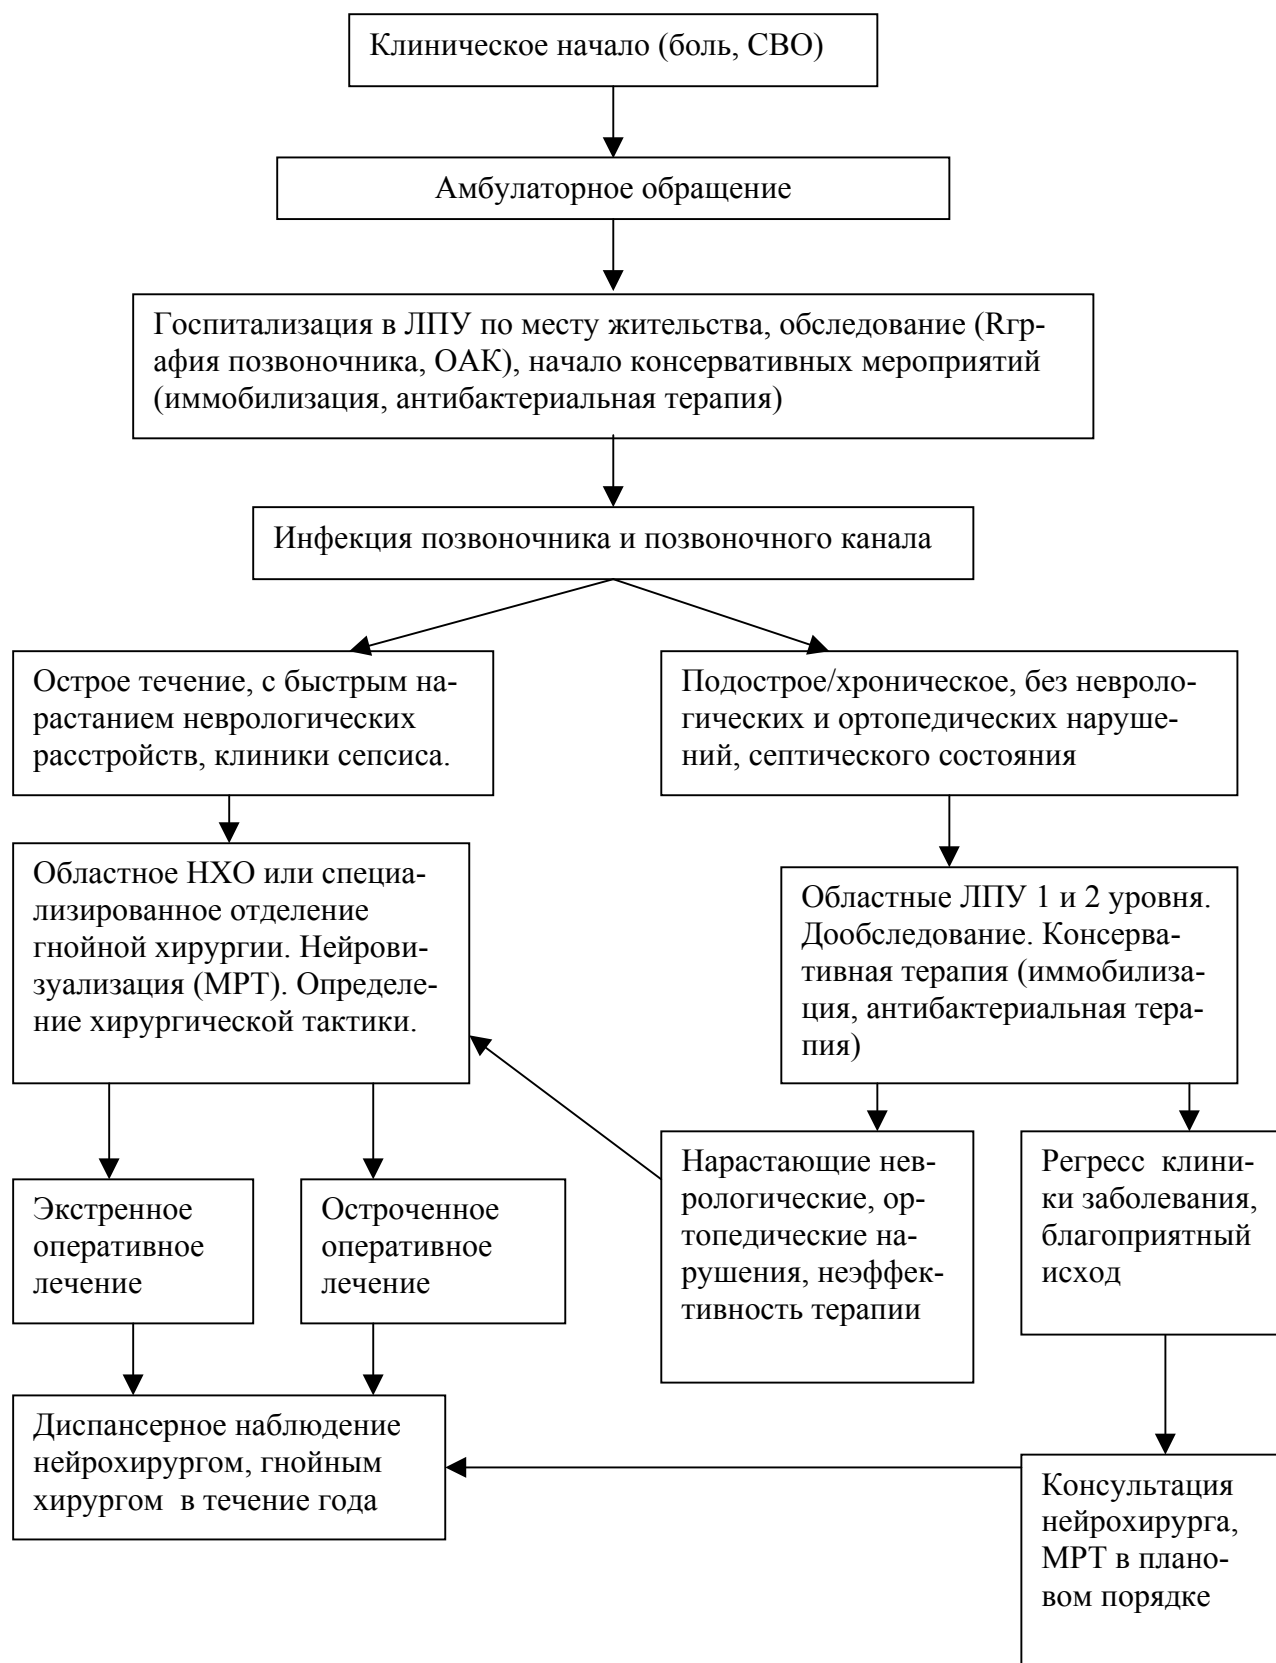 Клиническое начало (боль, СВО)
Амбулаторное обращение
Госпитализация в ЛПУ по месту жительства, обследование (Rгр-
афия позвоночника, ОАК), начало консервативных мероприятий
(иммобилизация, антибактериальная терапия)
Инфекция позвоночника и позвоночного канала
Острое течение, с быстрым на-
растанием неврологических
расстройств, клиники сепсиса.
Подострое/хроническое, без невроло-
гических и ортопедических наруше-
ний, септического состояния
Областное НХО или специа-
лизированное отделение
гнойной хирургии. Нейрови-
зуализация (МРТ). Определе-
ние хирургической тактики.
Областные ЛПУ 1 и 2 уровня.
Дообследование. Консерва-
тивная терапия (иммобилиза-
ция, антибактериальная тера-
пия)
Экстренное
оперативное
лечение
Остроченное
оперативное
лечение
Нарастающие нев-
рологические, ор-
топедические на-
рушения, неэффек-
тивность терапии
Регресс  клини-
ки заболевания,
благоприятный
исход
Диспансерное наблюдение
нейрохирургом, гнойным
хирургом  в течение года
Консультация
нейрохирурга,
МРТ в плано-
вом порядке